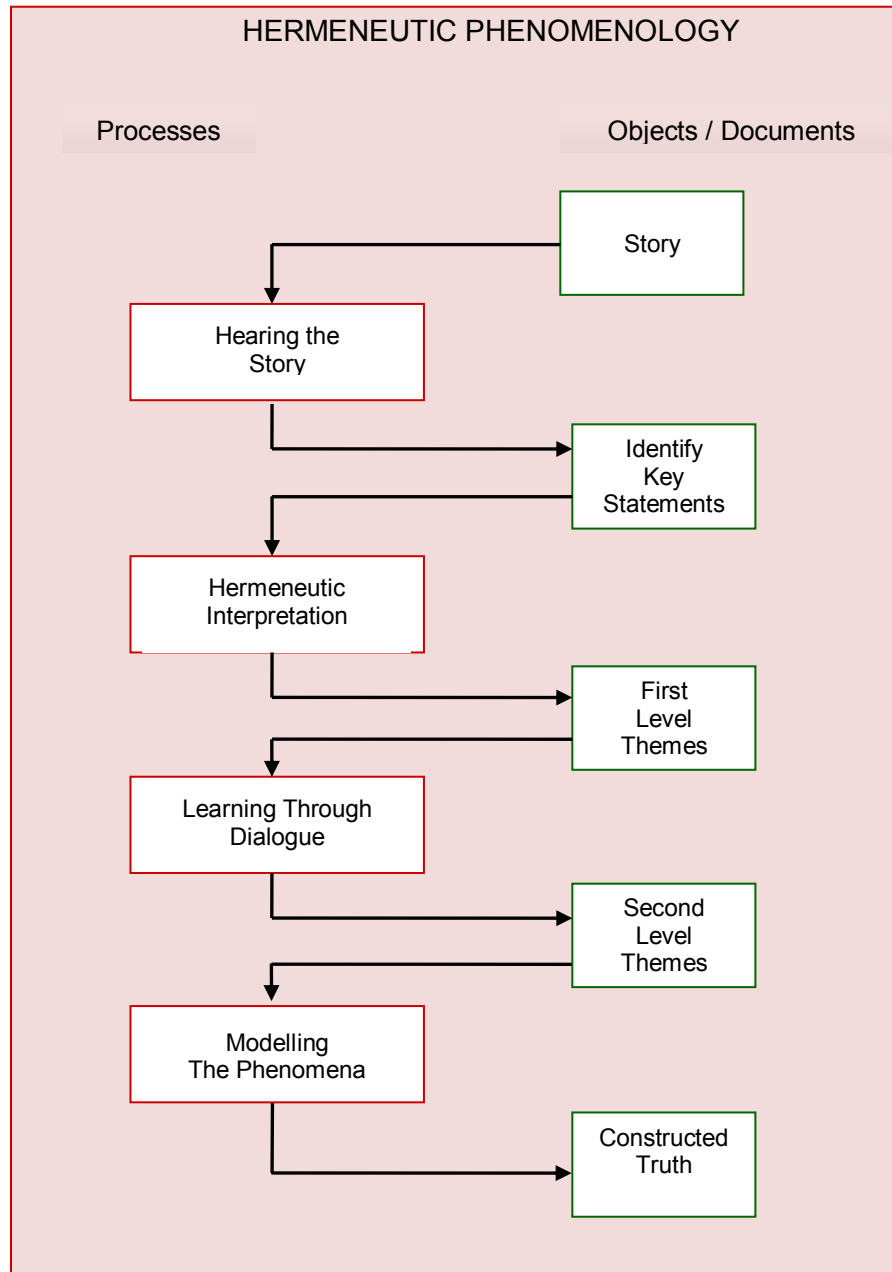 HERMENEUTIC PHENOMENOLOGY
Processes
Objects / Documents
Story
Hearing the
Story
Identify
Key
Statements
Hermeneutic
Interpretation
First
Level
Themes
Learning Through
Dialogue
Second
Level
Themes
Modelling
The Phenomena
Constructed
Truth